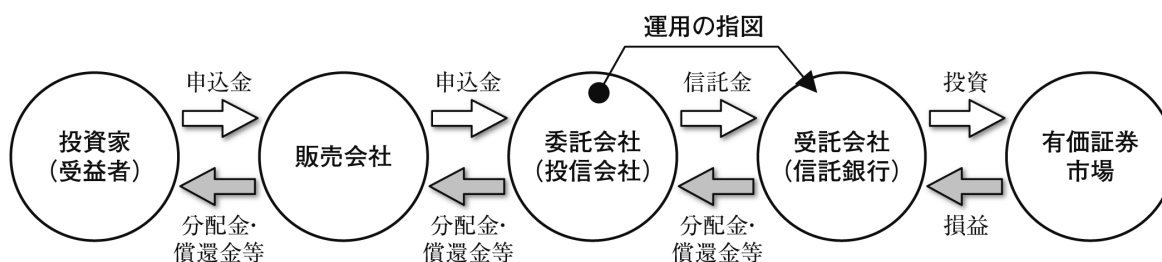 運用の指図
申込金
申込金
信託金
投資
投資家
（受益者）
販売会社
委託会社
（投信会社）
受託会社
（信託銀行）
有価証券
市場
分配金・
償還金等
分配金・
償還金等
分配金・
償還金等
損益